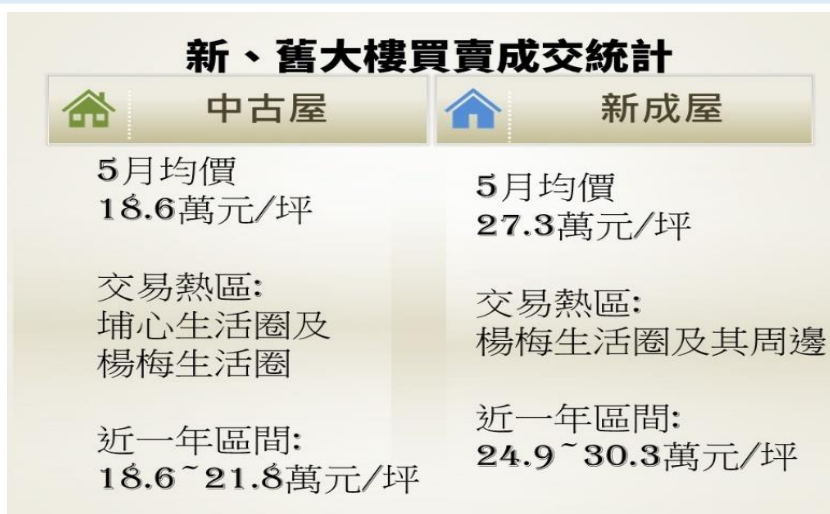 新、舊大樓買賣成交統計
中古屋
5月均價
18.6萬元/坪
交易熱區:
埔心生活圈及
楊梅生活圈
近一年區間:
18.6~21.8萬元/坪
新成屋
5月均價
27.3萬元/坪
交易熱區:
楊梅生活圈及其周邊
近一年區間:
24.9~30.3萬元/坪